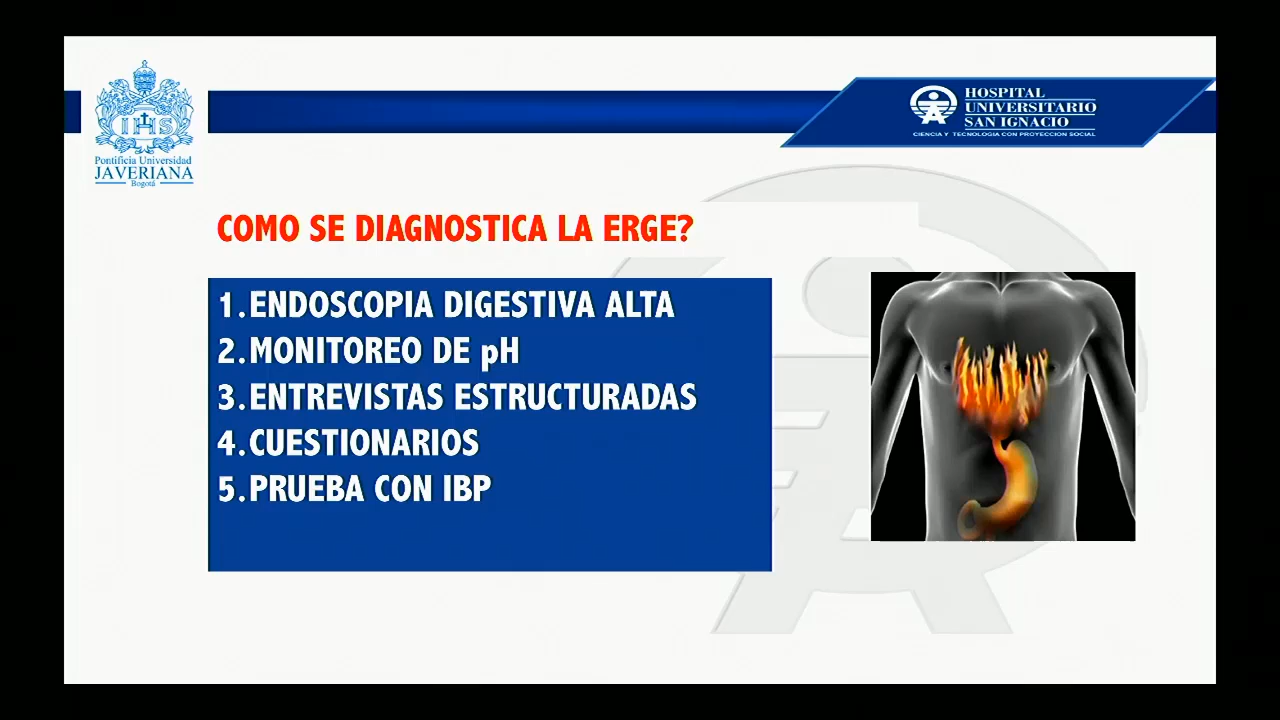 IHS
Pontificia Universidad
JAVERIANA
Bogotá
HOSPITAL
UNIVERSITARIO
SAN IGNACIO
CIENCIA Y TECNOLOGIA CON PROYECCION SOCIAL
COMO SE DIAGNOSTICA LA ERGE?
1.ENDOSCOPIA DIGESTIVA ALTA
2.MONITOREO DE pH
3.ENTREVISTAS ESTRUCTURADAS
4.CUESTIONARIOS
5.PRUEBA CON IBP